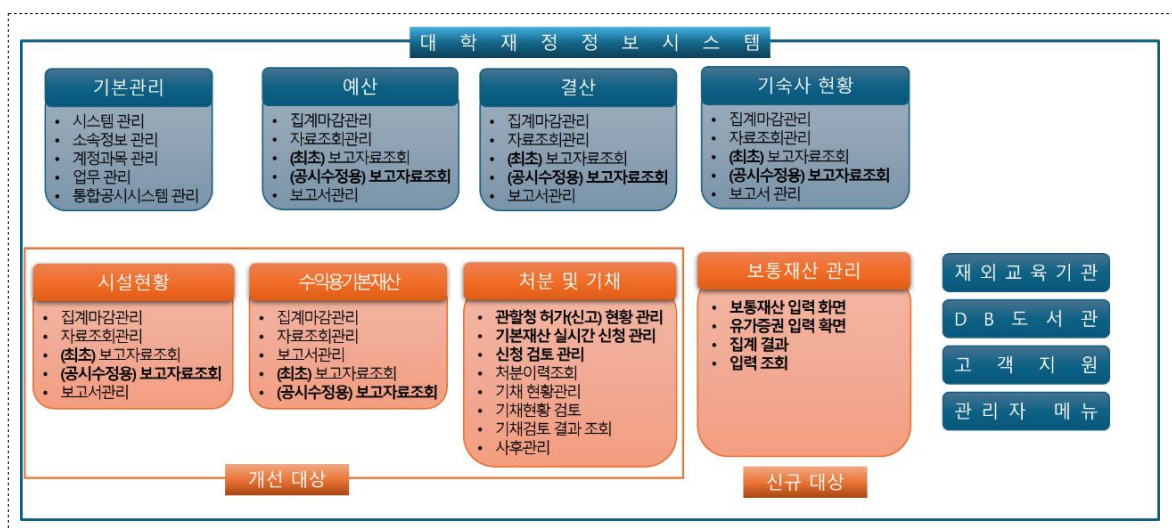 대 학 재 정 정 보 시 스 템
기본관리
• 시스템 관리
• 소속정보 관리
• 계정과목 관리
• 업무 관리
• 통합공시시스템 관리
예산
• 집계마감관리
• 자료조회관리
• (최초) 보고자료조회
• (공시수정용) 보고자료조회
• 보고서관리
결산
• 집계마감관리
• 자료조회관리
• (최초) 보고자료조회
• (공시수정용) 보고자료조회
• 보고서관리
기숙사 현황
• 집계마감관리
• 자료조회관리
• (최초) 보고자료조회
• (공시수정용) 보고자료조회
• 보고서 관리
시설현황
• 집계마감관리
• 자료조회관리
• (최초) 보고자료조회
• (공시수정용) 보고자료조회
• 보고서관리
수익용기본재산
• 집계마감관리
• 자료조회관리
• 보고서관리
• (최초) 보고자료조회
• (공시수정용) 보고자료조회
처분 및 기채
• 관할청 허가(신고) 현황 관리
• 기본재산 실시간 신청 관리
• 신청 검토 관리
• 처분이력조회
• 기채 현황관리
• 기채현황 검토
• 기채검토 결과 조회
• 사후관리
보통재산 관리
• 보통재산 입력 화면
• 유가증권 입력 확면
• 집계 결과
• 입력 조회
재 외 교 육 기 관
D B 도 서 관
고 객 지 원
관 리 자 메 뉴
개선 대상
신규 대상